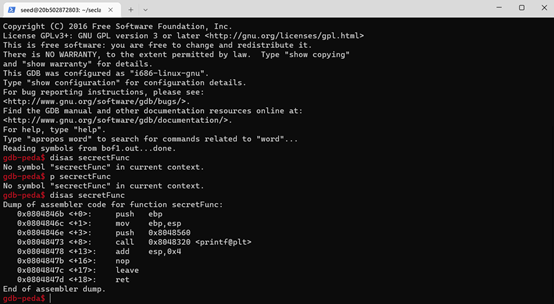 seed@20b502872803: ~/secla
Copyright (C) 2016 Free Software Foundation, Inc.
License GPLv3+: GNU GPL version 3 or later <http://gnu.org/licenses/gpl.html>
This is free software: you are free to change and redistribute it.
There is NO WARRANTY, to the extent permitted by law.  Type "show copying"
and "show warranty" for details.
This GDB was configured as "i686-linux-gnu".
Type "show configuration" for configuration details.
For bug reporting instructions, please see:
<http://www.gnu.org/software/gdb/bugs/>.
Find the GDB manual and other documentation resources online at:
<http://www.gnu.org/software/gdb/documentation/>.
For help, type "help".
Type "apropos word" to search for commands related to "word"...
Reading symbols from bof1.out...done.
gdb-peda$ disas secrectFunc
No symbol "secrectFunc" in current context.
gdb-peda$ p secrectFunc
No symbol "secrectFunc" in current context.
gdb-peda$ disas secretFunc
Dump of assembler code for function secretFunc:
0x0804846b <+0>: push ebp
0x0804846c <+1>: mov ebp,esp
0x0804846e <+3>: push 0x8048560
0x08048473 <+8>: call 0x8048320 <printf@plt>
0x08048478 <+13>: add esp,0x4
0x0804847b <+16>: nop
0x0804847c <+17>: leave
0x0804847d <+18>: ret
End of assembler dump.
gdb-peda$